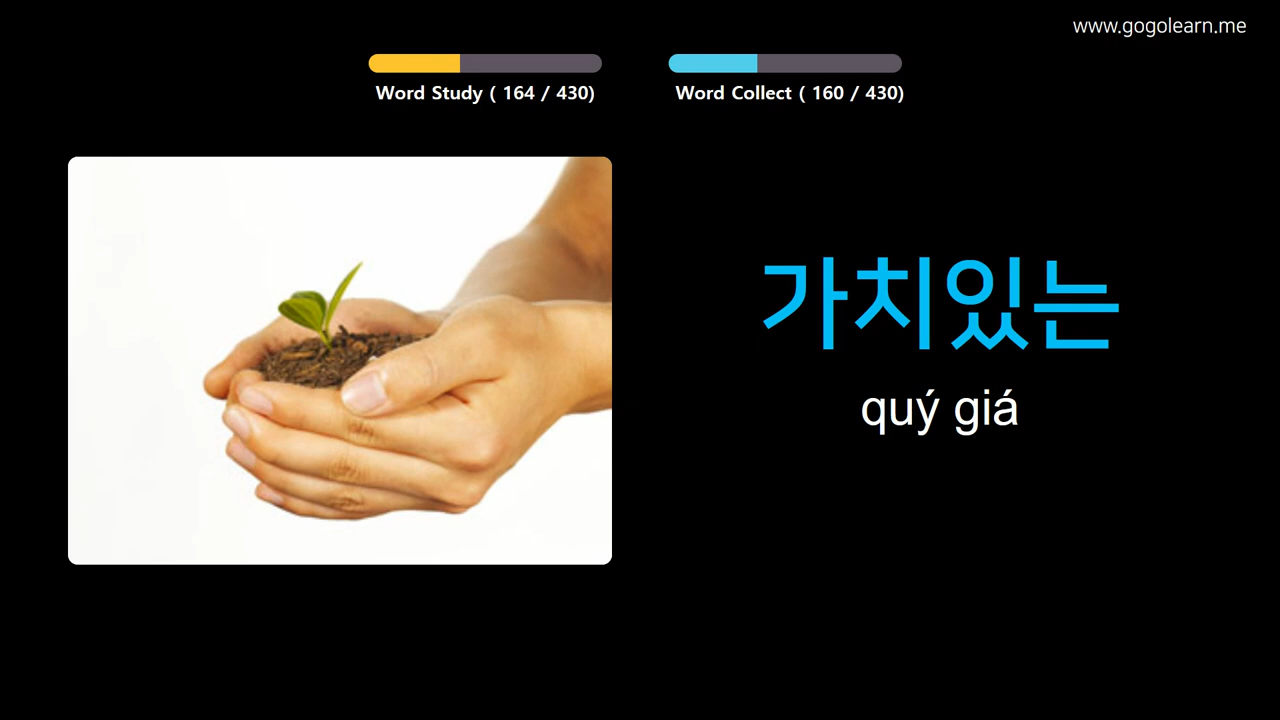 www.gogolearn.me
Word Study ( 164 / 430)
Word Collect ( 160 / 430)
가치있는
quý giá